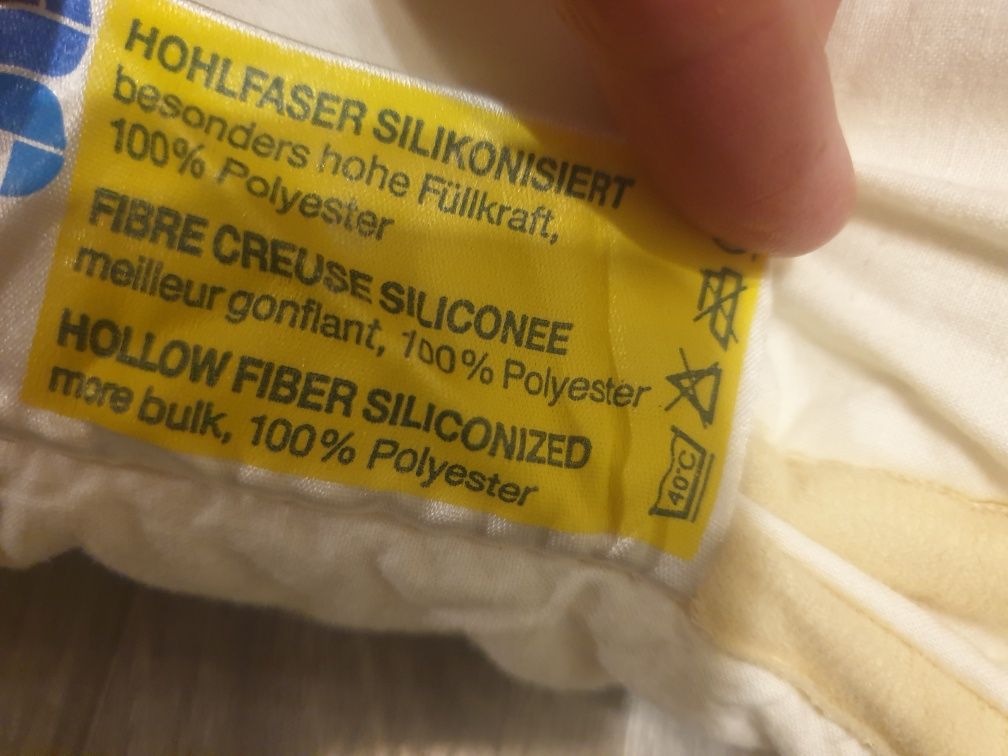 HOHLFASER SILIKONISIERT
besonders hohe Füllkraft,
100% Polyester
FIBRE CREUSE SILICONEE
meilleur gonflant, 100% Polyester
HOLLOW FIBER SILICONIZED
more bulk, 100% Polyester
40°C